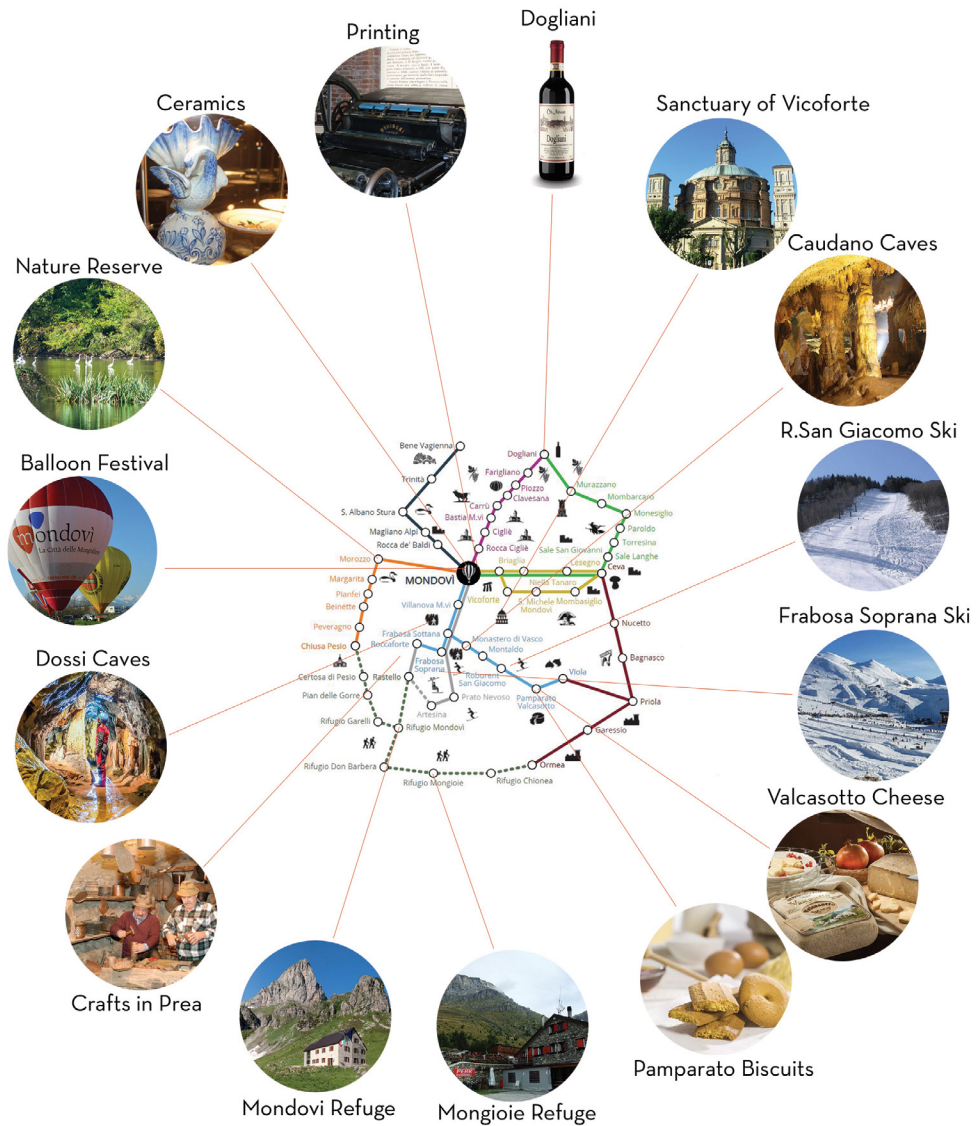 Dogliani
Printing
Ceramics
Sanctuary of Vicoforte
Caudano Caves
Nature Reserve
R.San Giacomo Ski
Balloon Festival
Frabosa Soprana Ski
Dossi Caves
Valcasotto Cheese
Crafts in Prea
Pamparato Biscuits
Mondovi Refuge
Mongioie Refuge
Dogliani
mondovì
La Città delle Mongolfiere
Bene Vagienna
Trinità
S. Albano Stura
Magliano Alpi
Rocca de' Baldi
MONDOVÌ
Dogliani
Farigliano
Piozzo
Clavesana
Carrù
Bastia M.vi
Cigliè
Rocca Cigliè
Murazzano
Mombarcaro
Monesiglio
Paroldo
Torresina
Sale San Giovanni
Sale Langhe
Ceva
Briaglia
Lesegno
Niella Tanaro
Vicoforte
S. Michele
Mondovì
Mombasiglio
Morozzo
Margarita
Pianfei
Beinette
Peveragno
Chiusa Pesio
Villanova M.vi
Frabosa Sottana
Roccaforte
Frabosa
Soprana
Monastero di Vasco
Montaldo
Roburent
San Giacomo
Viola
Pamparato
Valcasotto
Nucetto
Bagnasco
Priola
Garessio
Ormea
Certosa di Pesio
Pian delle Gorre
Rastello
Artesina
Prato Nevoso
Rifugio Garelli
Rifugio Mondovì
Rifugio Don Barbera
Rifugio Mongioie
Rifugio Chionea